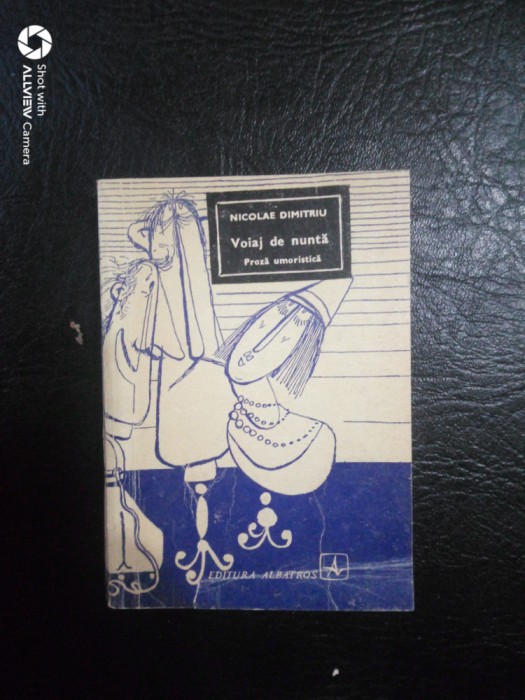 Shot with
ALLVIEW Camera
NICOLAE DIMITRIU
Voiaj de nuntă
Proză umoristică
EDITURA ALBATROS